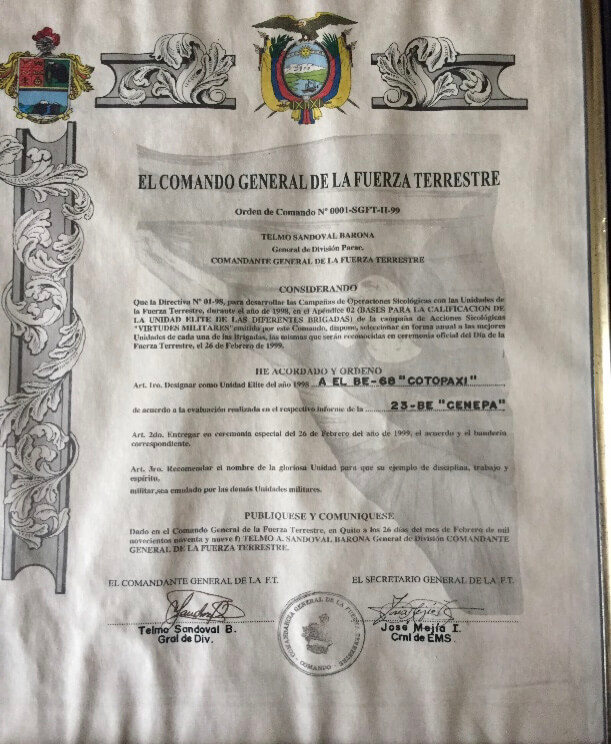 EL COMANDO GENERAL DE LA FUERZA TERRESTRE
Orden de Comando Nº 0001-SGFT-II-99
TELMO SANDOVAL BARONA
General de División Parac.
COMANDANTE GENERAL DE LA FUERZA TERRESTRE
CONSIDERANDO
Que la Directiva Nº 01-98, para desarrollar las Campañas de Operaciones Sicológicas con las Unidades de
la Fuerza Terrestre, durante el año de 1998, en el Apéndice 02 (BASES PARA LA CALIFICACION DE
LA UNIDAD ELITE DE LAS DIFERENTES BRIGADAS) de la campaña de Acciones Sicológicas
"VIRTUDES MILITARES" emitida por este Comando, dispone, seleccionar en forma anual a las mejores
Unidades de cada una de las Brigadas, las mismas que serán reconocidas en ceremonia oficial del Día de la
Fuerza Terrestre, el 26 de Febrero de 1999.
HE ACORDADO Y ORDENO
Art. 1ro. Designar como Unidad Elite del año 1998 A EL BE-68 "COTOPAXI"
de acuerdo a la evaluación realizada en el respectivo informe de la 23-BE "CENEPA"
Art. 2do. Entregar en ceremonia especial del 26 de Febrero del año de 1999, el acuerdo y el banderín
correspondiente.
Art. 3ro. Recomendar el nombre de la gloriosa Unidad para que su ejemplo de disciplina, trabajo y
espíritu,
militar, sea emulado por las demás Unidades militares.
PUBLIQUESE Y COMUNIQUESE
Dado en el Comando General de la Fuerza Terrestre, en Quito a los 26 días del mes de Febrero de mil
novecientos noventa y nueve f) TELMO A. SANDOVAL BARONA General de División COMANDANTE
GENERAL DE LA FUERZA TERRESTRE.
EL COMANDANTE GENERAL DE LA F.T.
EL SECRETARIO GENERAL DE LA F.T.
Telmo Sandoval B.
Gral de Div.
COMANDANCIA GENERAL DE LA FUERZA TERRESTRE
COMANDO
José Mejía I.
Crnl de EMS.